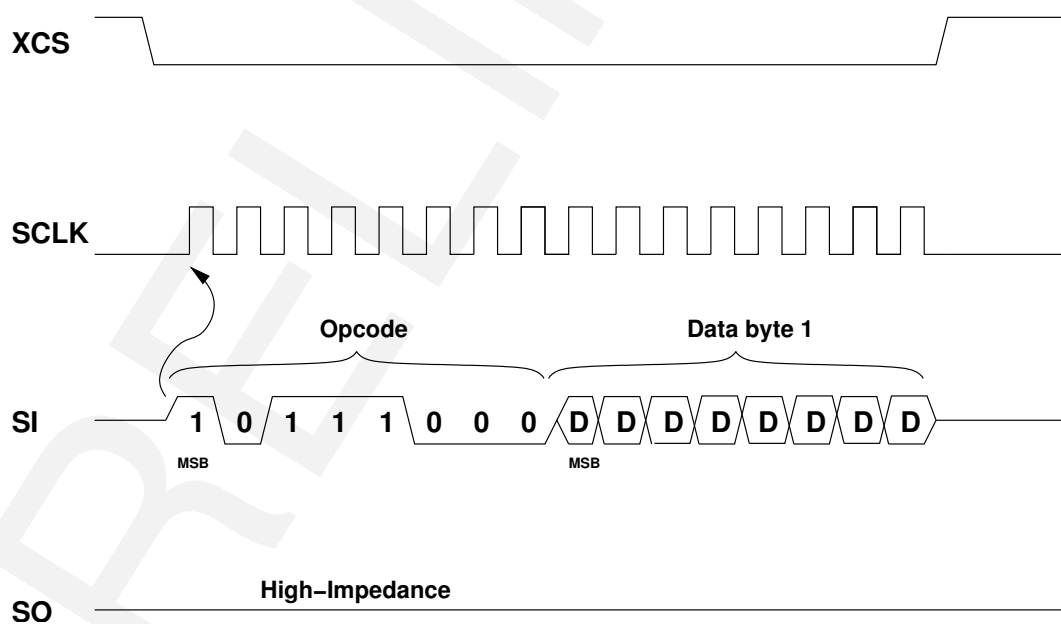 XCS
SCLK
Opcode Data byte 1
SI 1 0 1 1 1 0 0 0 D D D D D D D D
MSB MSB
High–Impedance
SO